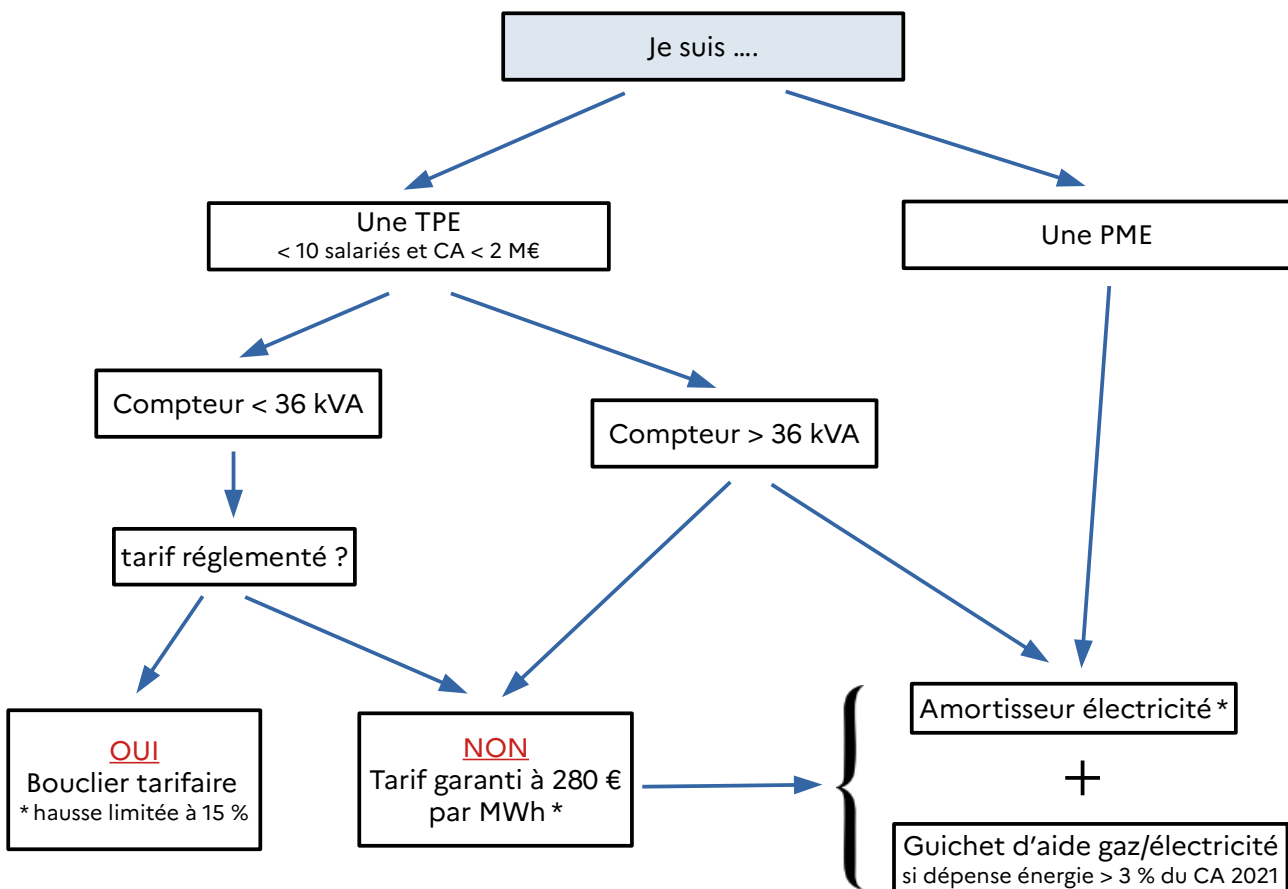 Je suis ....
Une TPE
< 10 salariés et CA < 2 M€
Une PME
Compteur < 36 kVA
Compteur > 36 kVA
tarif réglementé ?
OUI
Bouclier tarifaire
* hausse limitée à 15 %
NON
Tarif garanti à 280 €
par MWh *
Amortisseur électricité *
+
Guichet d'aide gaz/électricité
si dépense énergie > 3 % du CA 2021